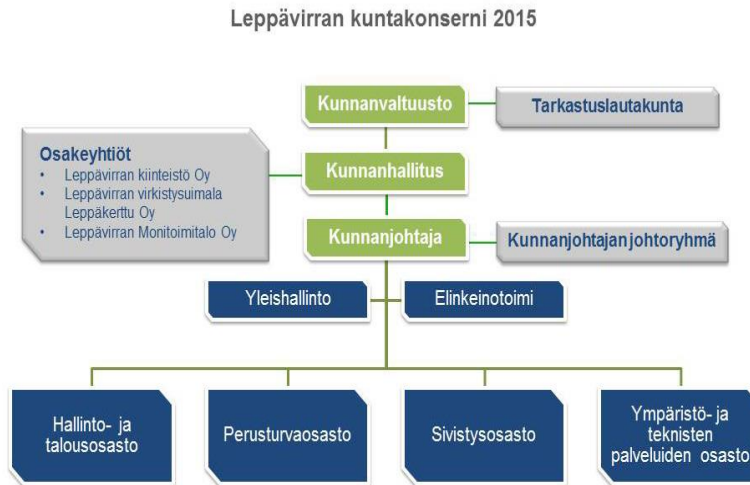 Leppävirran kuntakonserni 2015
Kunnanvaltuusto
Tarkastuslautakunta
Osakeyhtiöt
• Leppävirran kiinteistö Oy
• Leppävirran virkistysuimala
Leppäkerttu Oy
• Leppävirran Monitoimitalo Oy
Kunnanhallitus
Kunnanjohtaja
Kunnanjohtajan johtoryhmä
Yleishallinto
Elinkeinotoimi
Hallinto- ja
talousosasto
Perusturvaosasto
Sivistysosasto
Ympäristö- ja
teknisten
palveluiden osasto